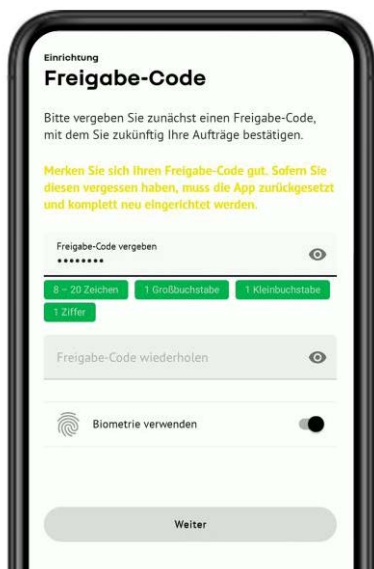 Einrichtung
Freigabe-Code
Bitte vergeben Sie zunächst einen Freigabe-Code,
mit dem Sie zukünftig Ihre Aufträge bestätigen.
Merken Sie sich Ihren Freigabe-Code gut. Sofern Sie
diesen vergessen haben, muss die App zurückgesetzt
und komplett neu eingerichtet werden.
Freigabe-Code vergeben
••••••••
8 – 20 Zeichen 1 Großbuchstabe 1 Kleinbuchstabe
1 Ziffer
Freigabe-Code wiederholen
Biometrie verwenden
Weiter